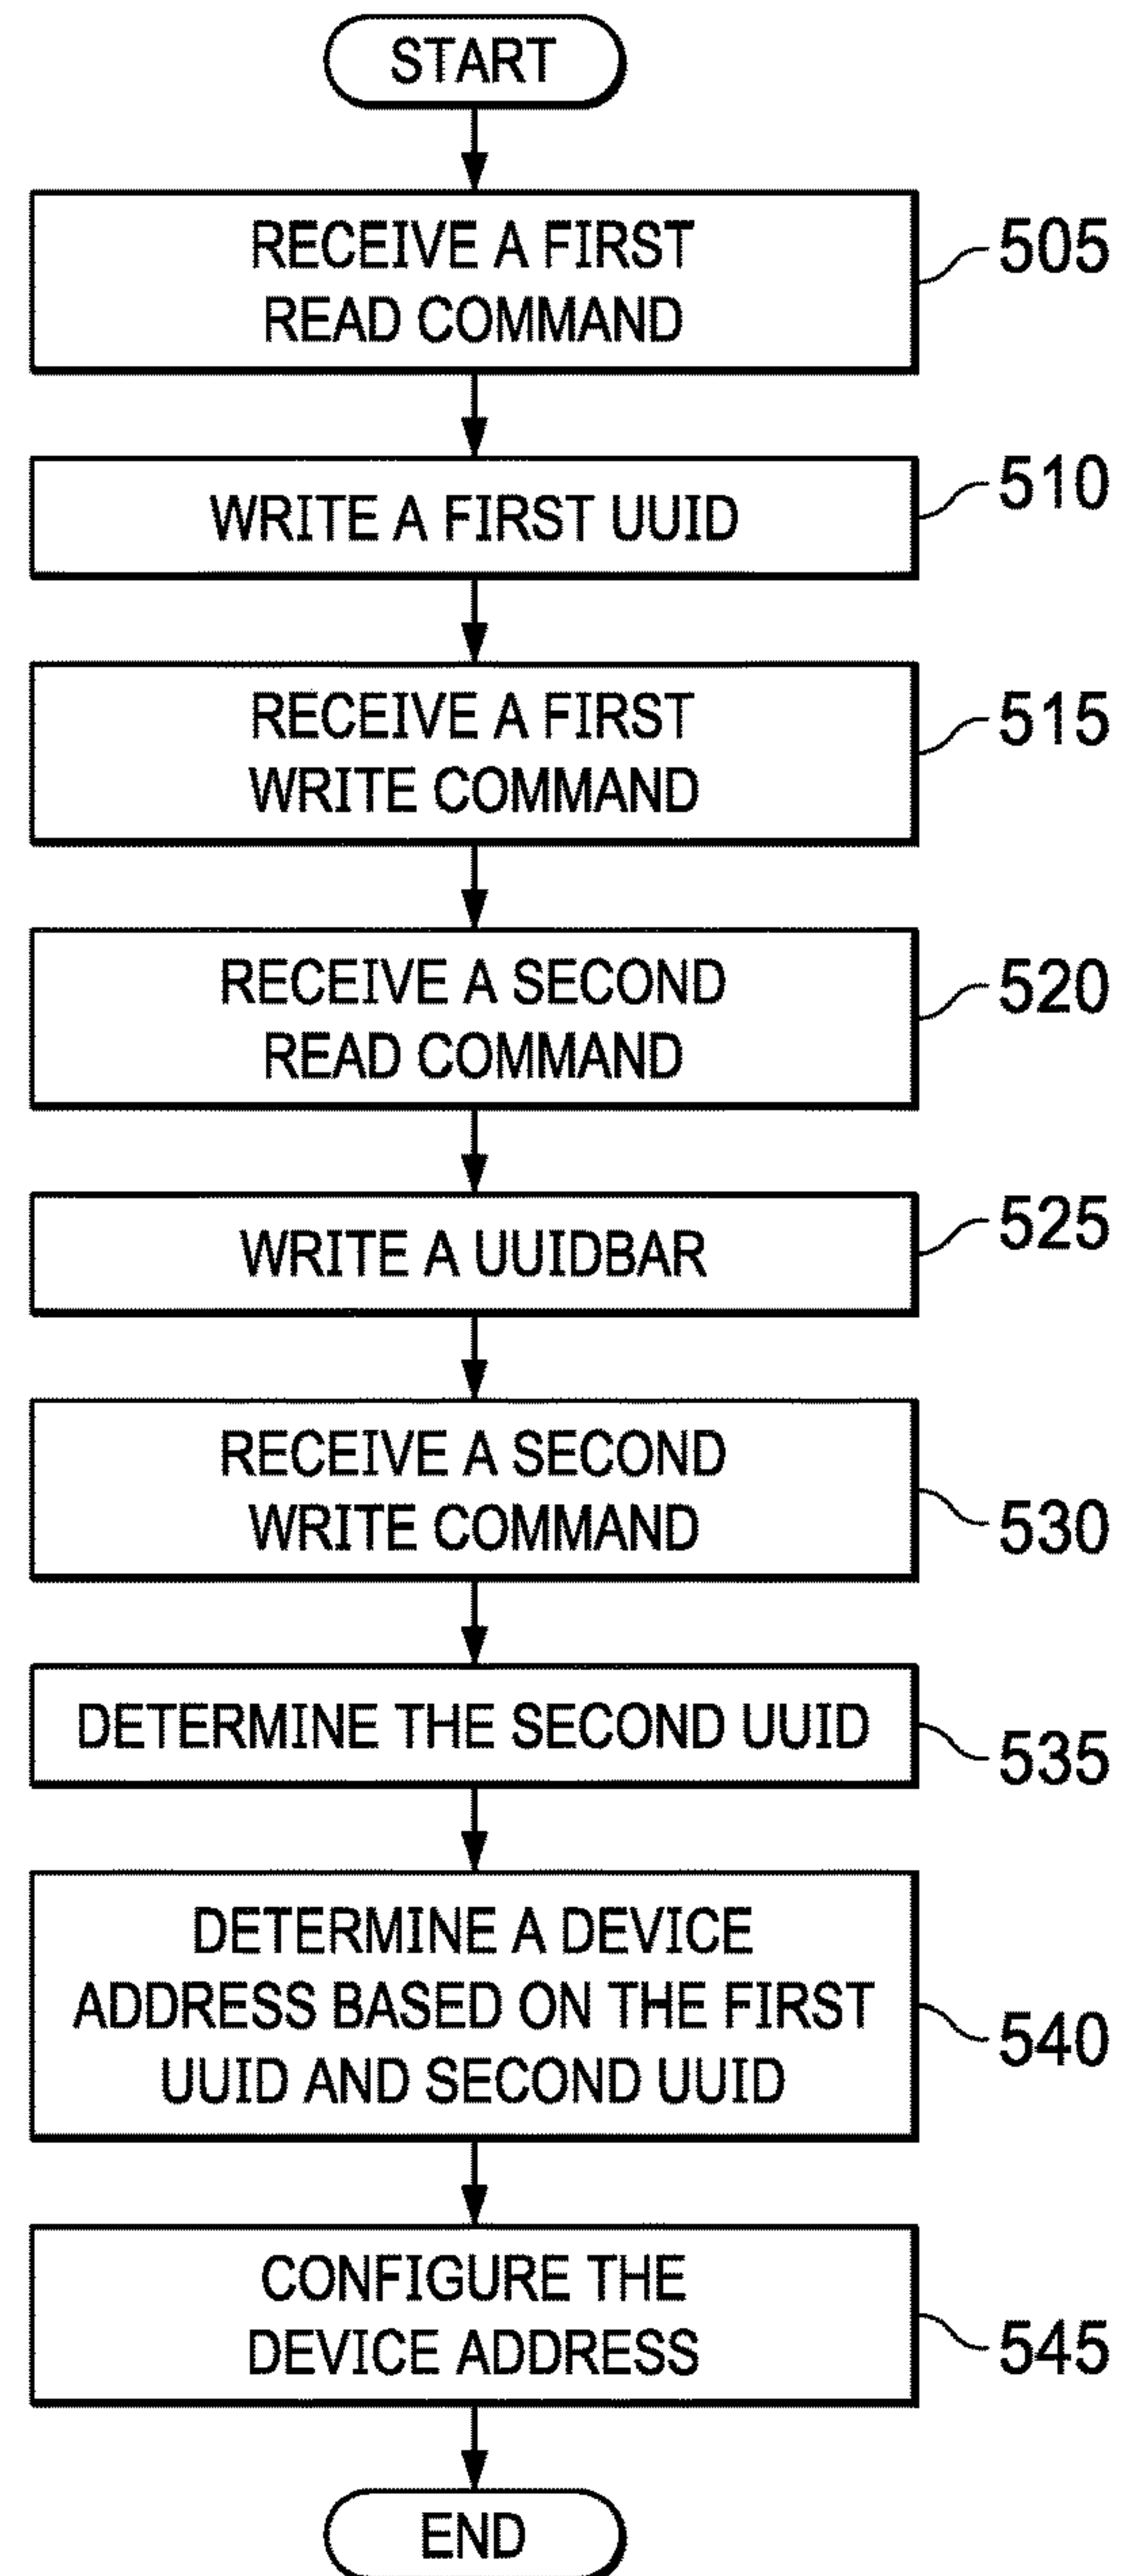 START
RECEIVE A FIRST
READ COMMAND
505
WRITE A FIRST UUID
510
RECEIVE A FIRST
WRITE COMMAND
515
RECEIVE A SECOND
READ COMMAND
520
WRITE A UUIDBAR
525
RECEIVE A SECOND
WRITE COMMAND
530
DETERMINE THE SECOND UUID
535
DETERMINE A DEVICE
ADDRESS BASED ON THE FIRST
UUID AND SECOND UUID
540
CONFIGURE THE
DEVICE ADDRESS
545
END